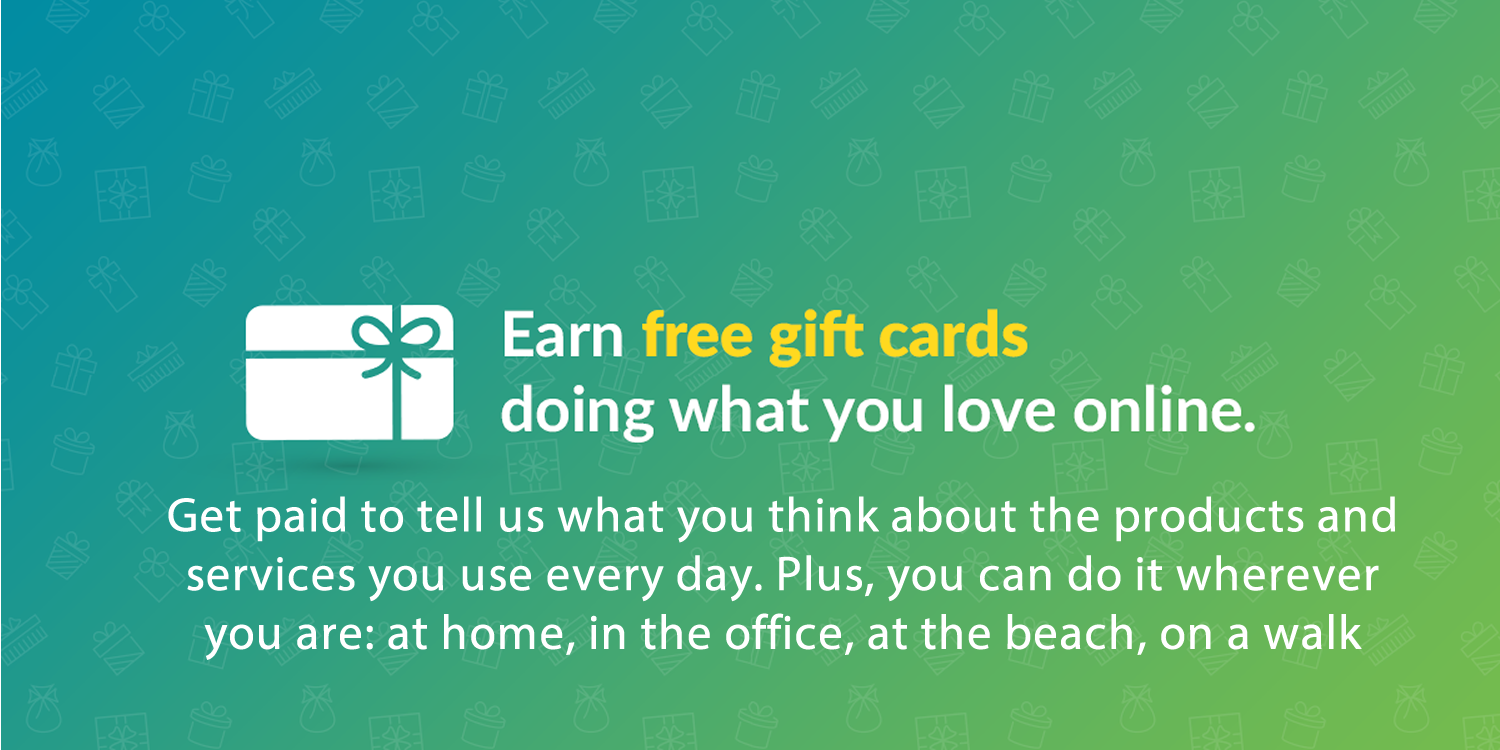 Earn free gift cards
doing what you love online.
Get paid to tell us what you think about the products and
services you use every day. Plus, you can do it wherever
you are: at home, in the office, at the beach, on a walk